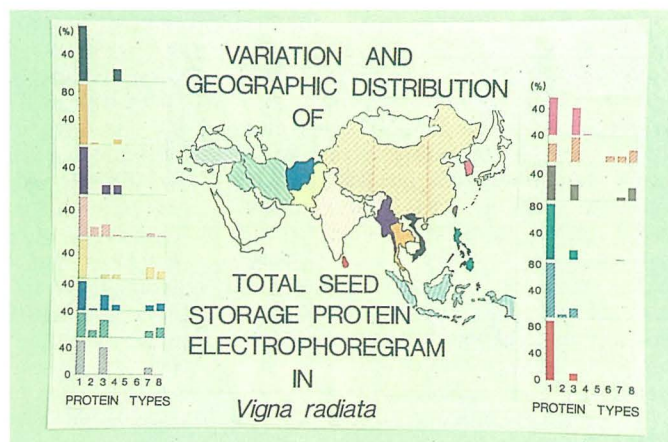 VARIATION AND
GEOGRAPHIC DISTRIBUTION
OF
TOTAL SEED
STORAGE PROTEIN
ELECTROPHOREGRAM
IN
Vigna radiata
(%)
40
80
40
40
40
40
40
40
40
0
1 2 3 4 5 6 7 8
PROTEIN TYPES
(%)
40
40
40
40
40
80
40
0
1 2 3 4 5 6 7 8
PROTEIN TYPES